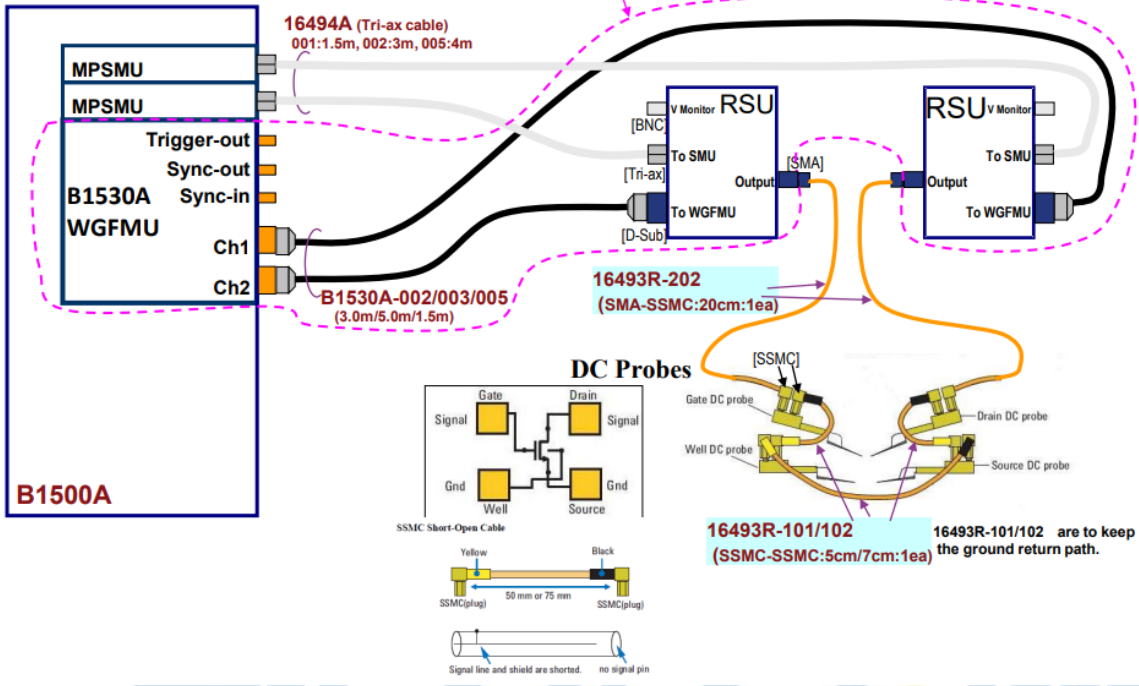 16494A (Tri-ax cable)
001:1.5m, 002:3m, 005:4m
MPSMU
MPSMU
Trigger-out
Sync-out
Sync-in
B1530A
WGFMU
Ch1
Ch2
B1500A
B1530A-002/003/005
(3.0m/5.0m/1.5m)
V Monitor
RSU
[BNC]
To SMU
[Tri-ax]
Output
[SMA]
To WGFMU
[D-Sub]
RSU
V Monitor
To SMU
Output
To WGFMU
16493R-202
(SMA-SSMC:20cm:1ea)
DC Probes
[SSMC]
Gate DC probe
Drain DC probe
Well DC probe
Source DC probe
Gate
Drain
Signal
Signal
Gnd
Gnd
Well
Source
SSMC Short-Open Cable
Yellow
Black
50 mm or 75 mm
SSMC(plug)
SSMC(plug)
Signal line and shield are shorted.
no signal pin
16493R-101/102
(SSMC-SSMC:5cm/7cm:1ea)
16493R-101/102 are to keep
the ground return path.